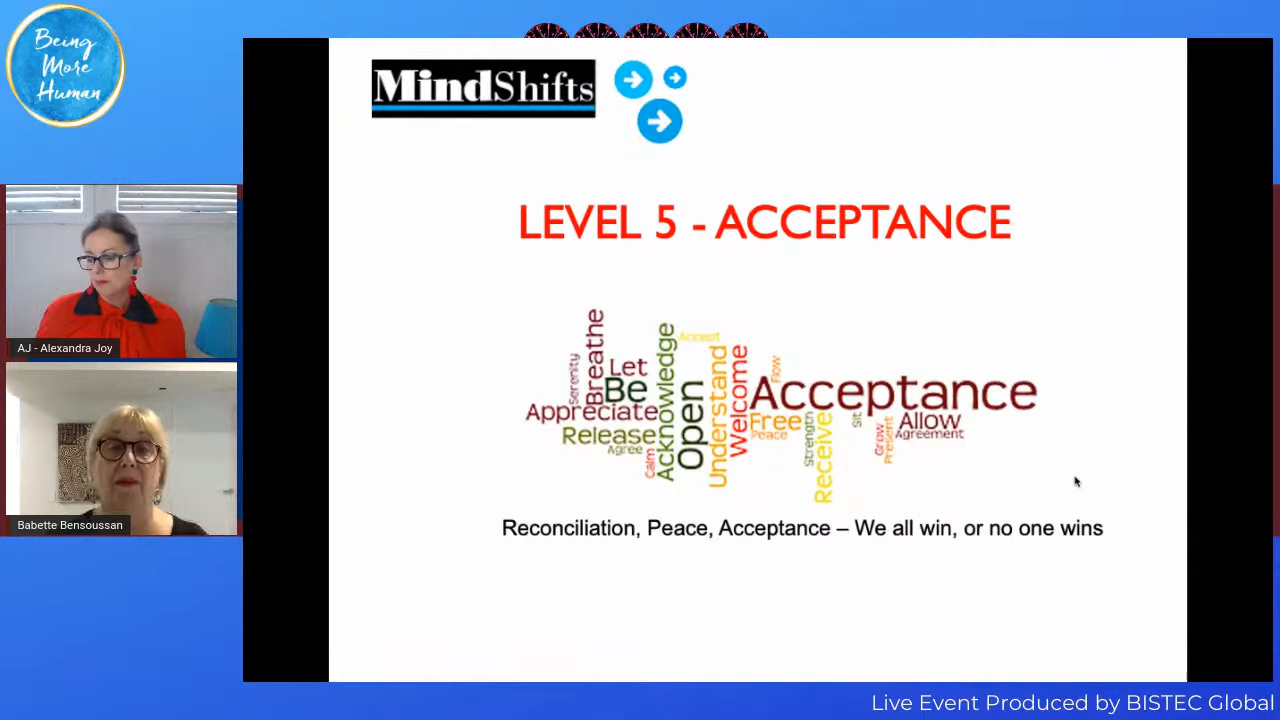 Being
More
Human
MindShifts
LEVEL 5 - ACCEPTANCE
Serenity
Breathe
Let
Be
Appreciate
Release
Agree
Calm
Acknowledge
Accept
Open
Understand
Welcome
Flow
Acceptance
Free
Peace
Strength
Receive
Sit
Grow
Present
Allow
Agreement
Reconciliation, Peace, Acceptance – We all win, or no one wins
AJ - Alexandra Joy
Babette Bensoussan
Live Event Produced by BISTEC Global